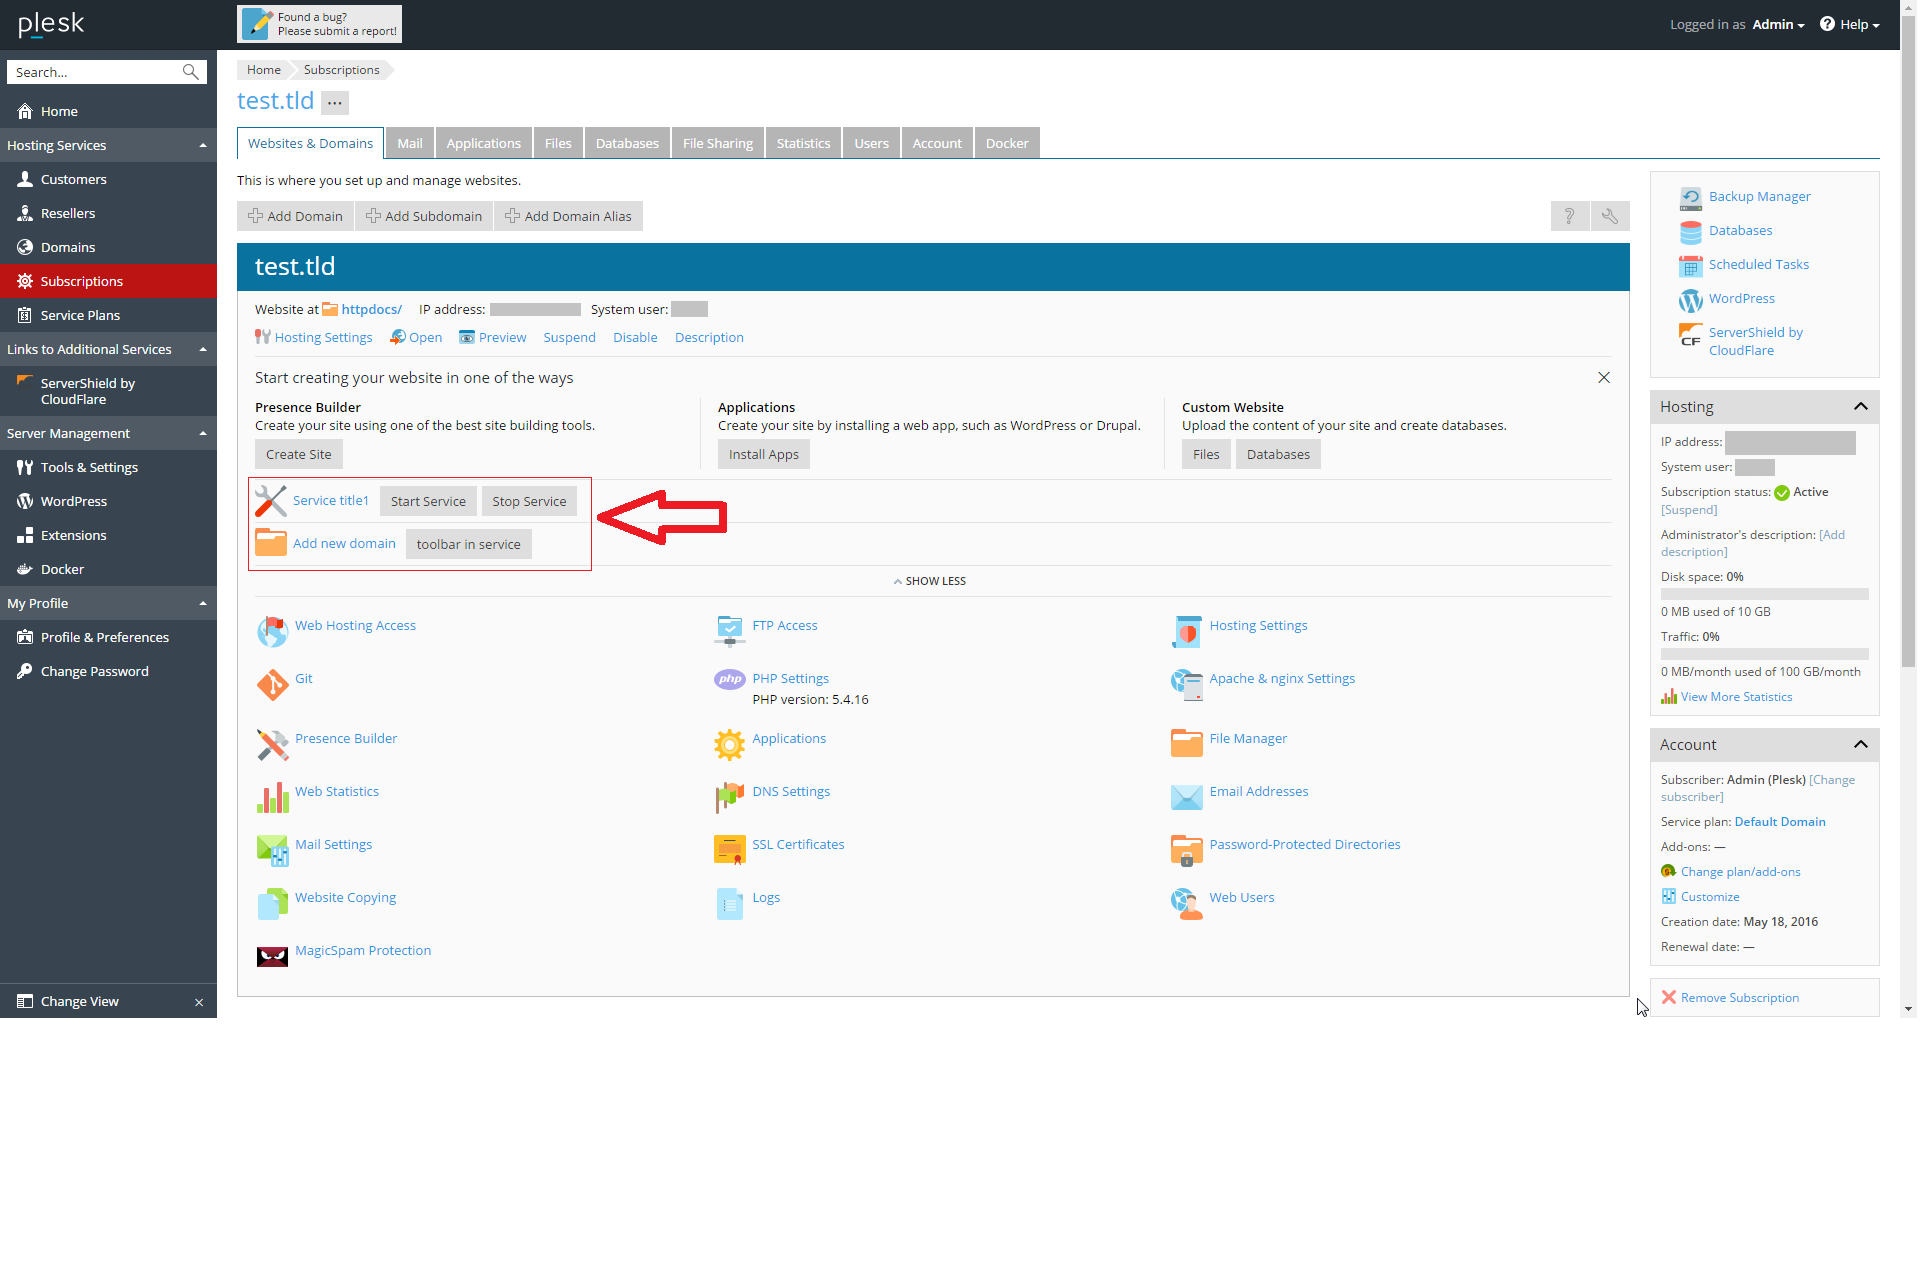 plesk
Found a bug?
Please submit a report!
Logged in as Admin
Help
Search...
Home
Hosting Services
Customers
Resellers
Domains
Subscriptions
Service Plans
Links to Additional Services
ServerShield by
CloudFlare
Server Management
Tools & Settings
WordPress
Extensions
Docker
My Profile
Profile & Preferences
Change Password
Change View
Home
Subscriptions
test.tld
...
Websites & Domains
Mail
Applications
Files
Databases
File Sharing
Statistics
Users
Account
Docker
This is where you set up and manage websites.
Add Domain
Add Subdomain
Add Domain Alias
?
test.tld
Website at httpdocs/ IP address: System user:
Hosting Settings
Open
Preview
Suspend
Disable
Description
Start creating your website in one of the ways
Presence Builder
Create your site using one of the best site building tools.
Create Site
Applications
Create your site by installing a web app, such as WordPress or Drupal.
Install Apps
Custom Website
Upload the content of your site and create databases.
Files
Databases
Service title1
Start Service
Stop Service
Add new domain
toolbar in service
SHOW LESS
Web Hosting Access
FTP Access
Hosting Settings
Git
php
PHP Settings
PHP version: 5.4.16
Apache & nginx Settings
Presence Builder
Applications
File Manager
Web Statistics
DNS Settings
Email Addresses
Mail Settings
SSL Certificates
Password-Protected Directories
Website Copying
Logs
Web Users
MagicSpam Protection
Backup Manager
Databases
Scheduled Tasks
WordPress
CF
ServerShield by
CloudFlare
Hosting
IP address:
System user:
Subscription status: Active
[Suspend]
Administrator's description: [Add
description]
Disk space: 0%
0 MB used of 10 GB
Traffic: 0%
0 MB/month used of 100 GB/month
View More Statistics
Account
Subscriber: Admin (Plesk) [Change
subscriber]
Service plan: Default Domain
Add-ons: —
Change plan/add-ons
Customize
Creation date: May 18, 2016
Renewal date: —
Remove Subscription